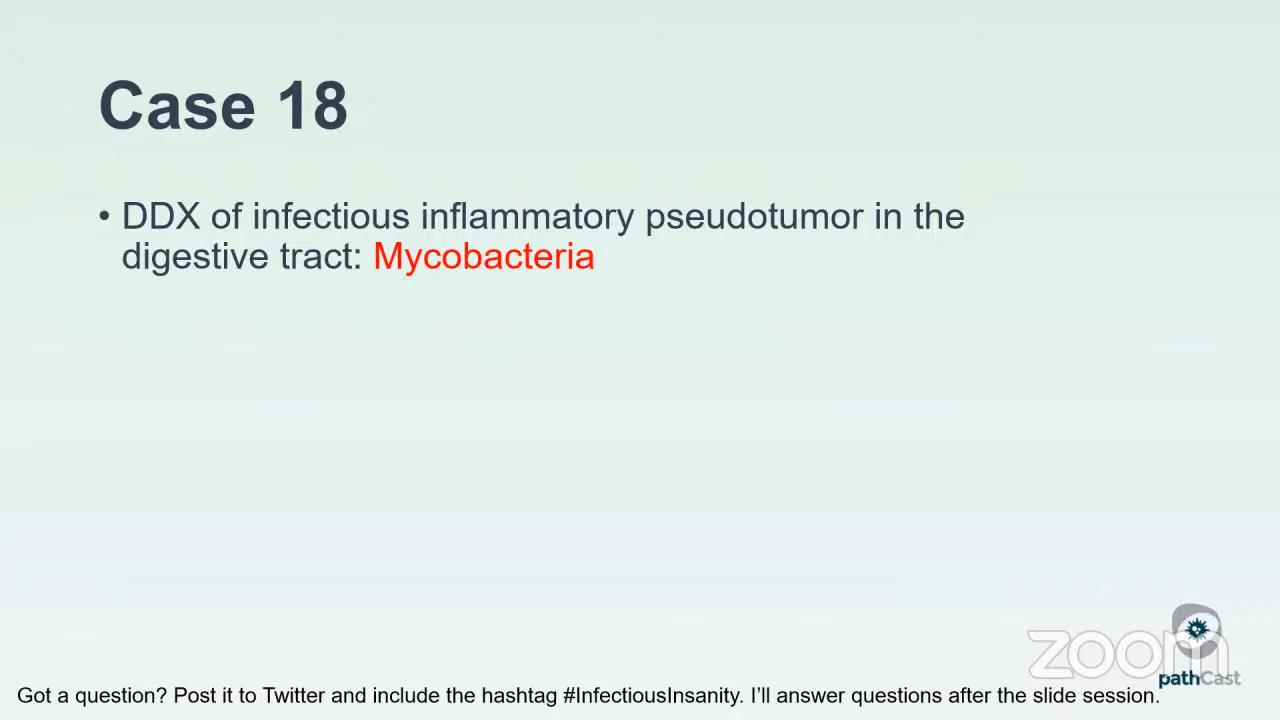 Case 18
• DDX of infectious inflammatory pseudotumor in the
digestive tract: Mycobacteria
zoom
pathCast
Got a question? Post it to Twitter and include the hashtag #InfectiousInsanity. I’ll answer questions after the slide session.